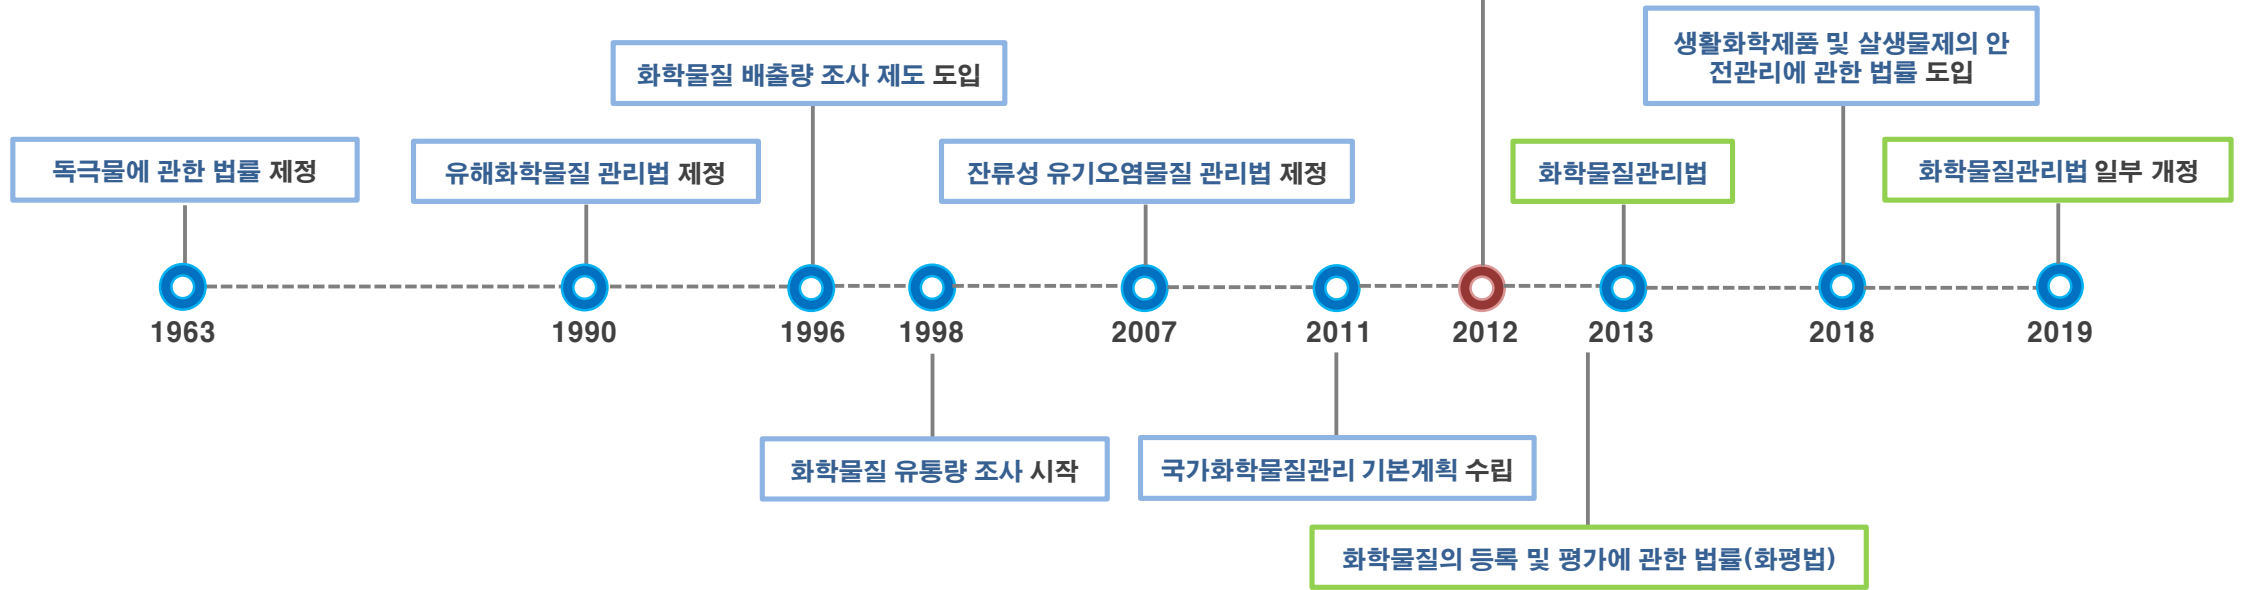 생활화학제품 및 살생물제의 안
전관리에 관한 법률 도입
화학물질 배출량 조사 제도 도입
독극물에 관한 법률 제정
유해화학물질 관리법 제정
잔류성 유기오염물질 관리법 제정
화학물질관리법
화학물질관리법 일부 개정
1963
1990
1996
1998
2007
2011
2012
2013
2018
2019
화학물질 유통량 조사 시작
국가화학물질관리 기본계획 수립
화학물질의 등록 및 평가에 관한 법률(화평법)